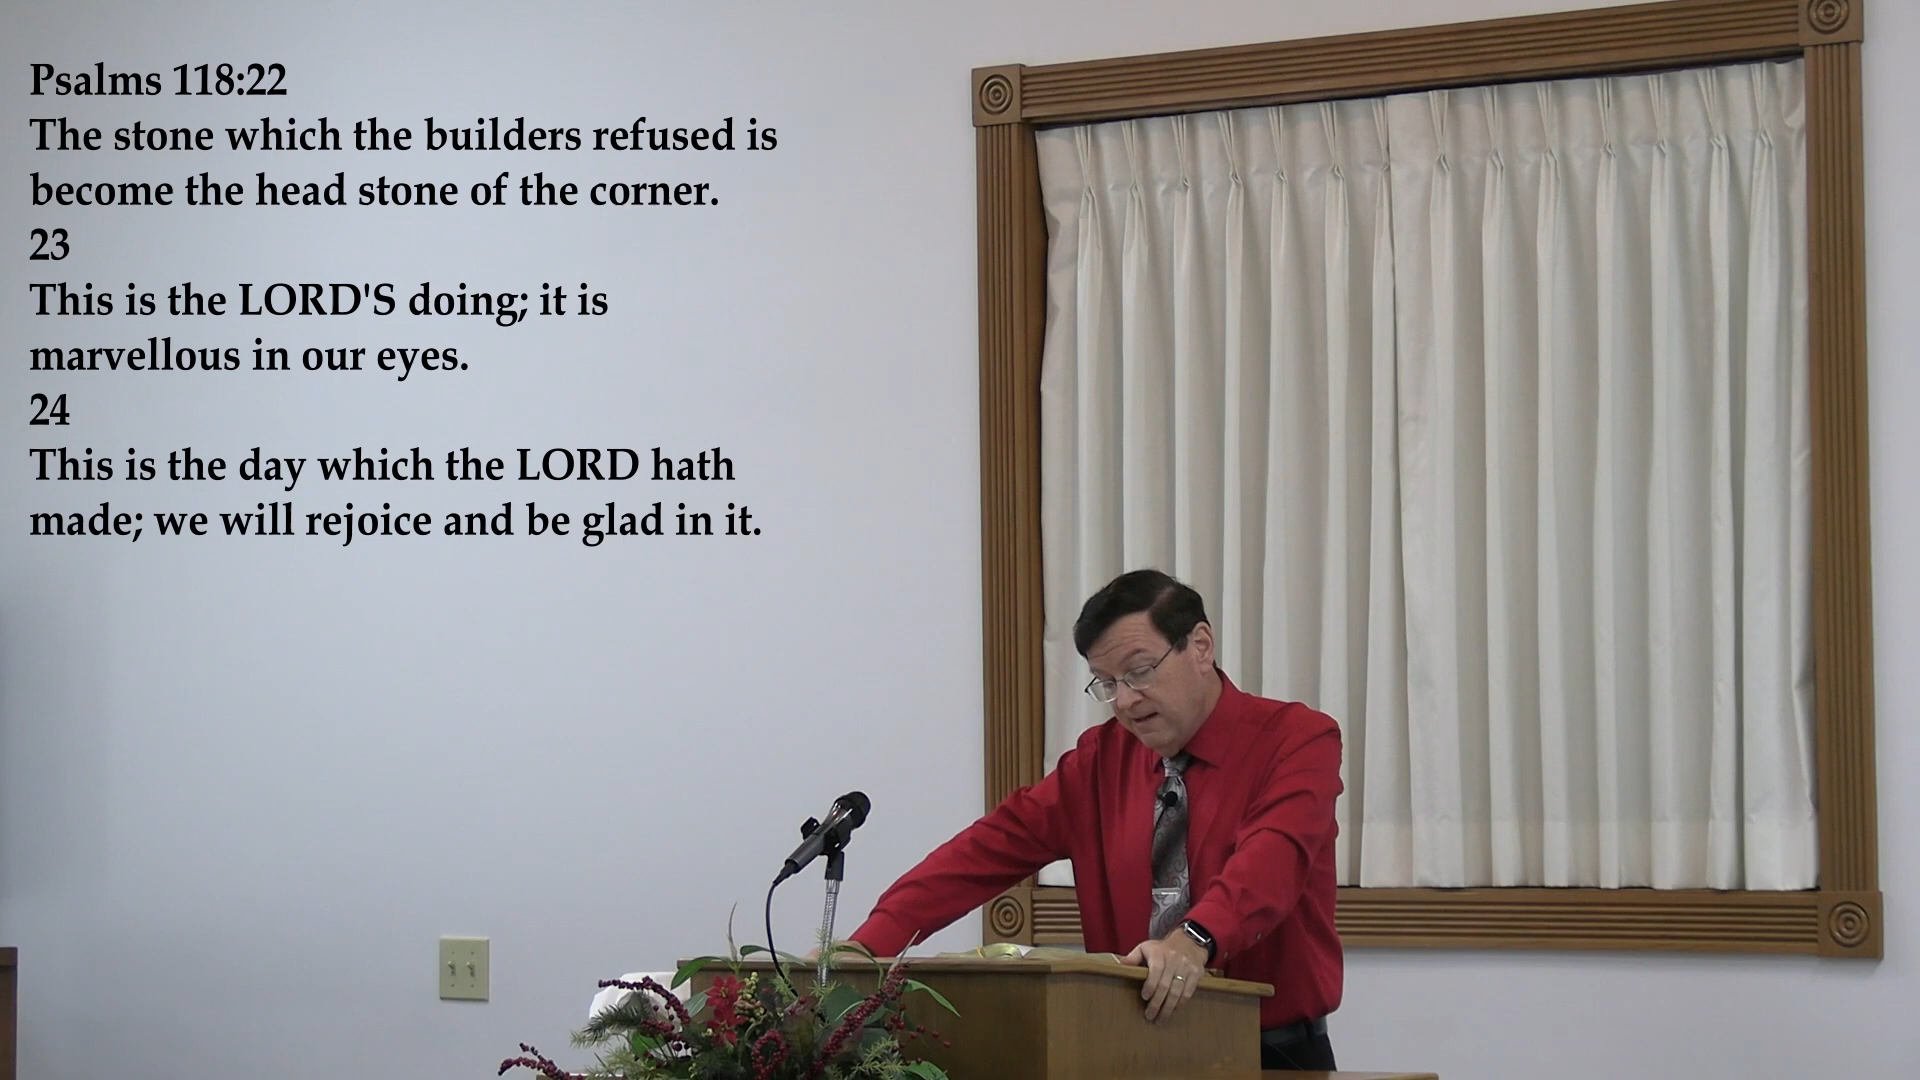 Psalms 118:22
The stone which the builders refused is
become the head stone of the corner.
23
This is the LORD'S doing; it is
marvellous in our eyes.
24
This is the day which the LORD hath
made; we will rejoice and be glad in it.